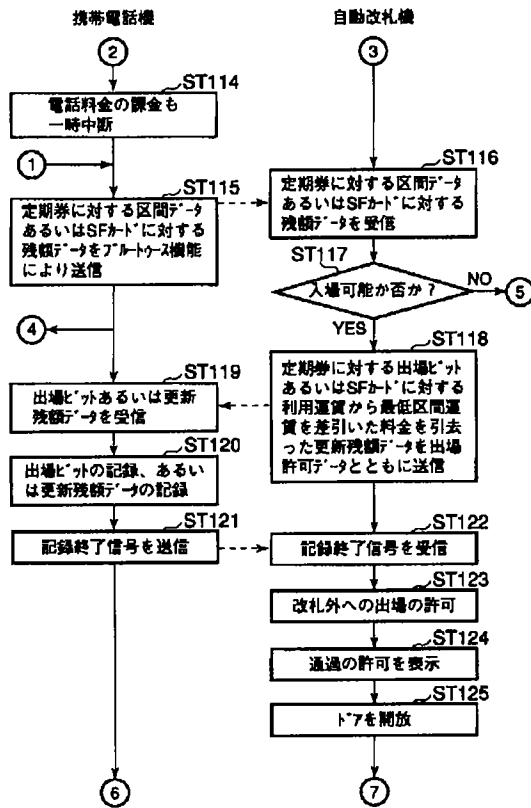 携帯電話機
自動改札機
②
③
ST114
電話料金の課金も
一時中断
①
ST115
定期券に対する区間データ
あるいはSFカードに対する
残額データをブルートゥース機能
により送信
ST116
定期券に対する区間データ
あるいはSFカードに対する
残額データを受信
ST117
入場可能か否か?
NO
⑤
YES
④
ST118
定期券に対する出場ビット
あるいはSFカードに対する
利用運賃から最低区間運
賃を差引いた料金を引去
った更新残額データを出場
許可データとともに送信
ST119
出場ビットあるいは更新
残額データを受信
ST120
出場ビットの記録、あるい
は更新残額データの記録
ST121
記録終了信号を送信
ST122
記録終了信号を受信
ST123
改札外への出場の許可
ST124
通過の許可を表示
ST125
ドアを開放
⑥
⑦